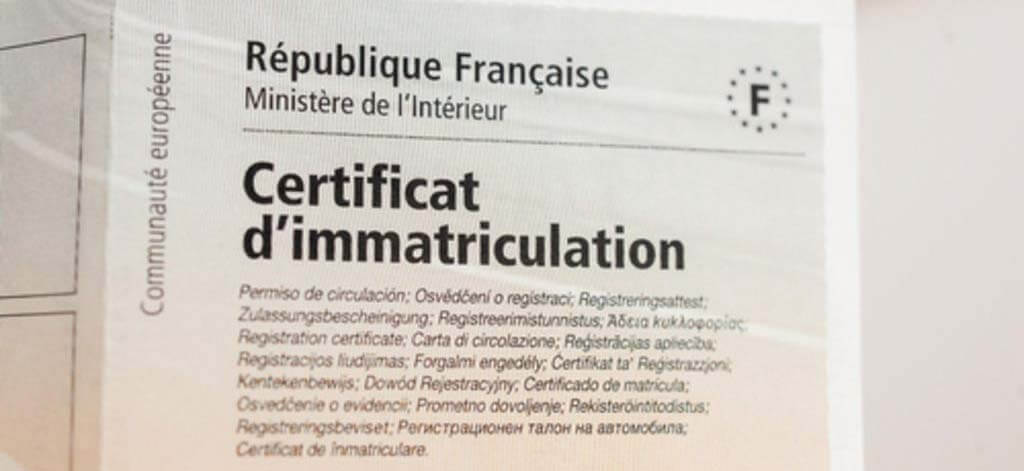 Communauté européenne
République Française
Ministère de l'Intérieur
F
Certificat
d'immatriculation
Permiso de circulación; Osvědčení o registraci; Registreringsattest;
Zulassungsbescheinigung; Registreerimistunnistus; Άδεια κυκλοφορίας;
Registration certificate; Carta di circolazione; Reģistrācijas apliecība;
Registracijos liudijimas; Forgalmi engedély; Ċertifikat ta' Reġistrazzjoni;
Kentekenbewijs; Dowód Rejestracyjny; Certificado de matrícula;
Osvedčenie o evidencii; Prometno dovoljenje; Rekisteröintitodistus;
Registreringsbeviset; Регистрационен талон на автомобила;
Certificat de înmatriculare.